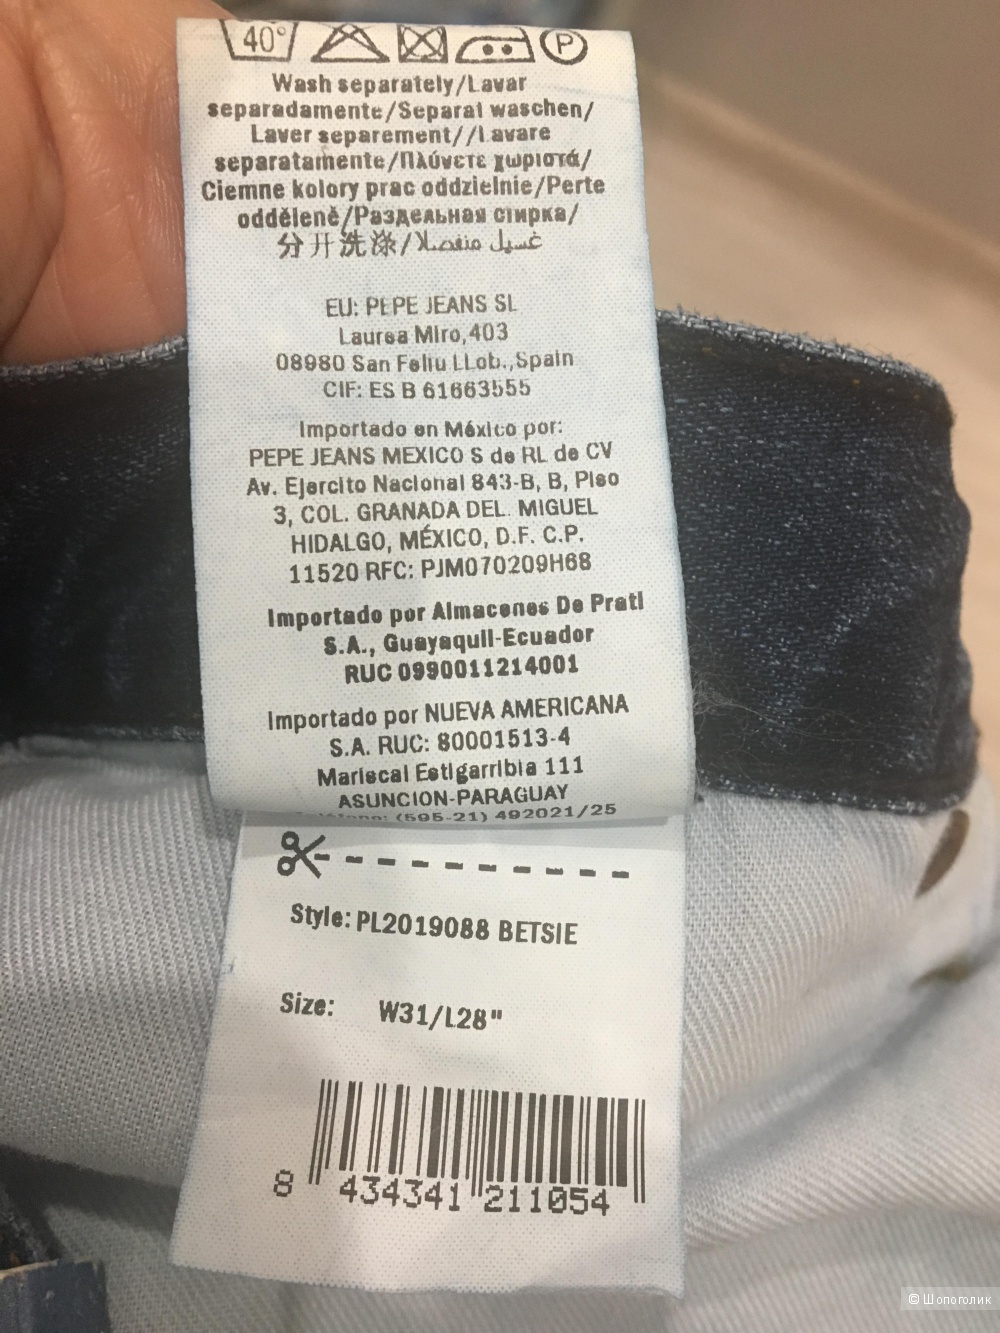 40°
P
Wash separately/Lavar
separadamente/Separat waschen/
Laver separement//Lavare
separatamente/Πλύνετε χωριστά/
Ciemne kolory prac oddzielnie/Perte
odděleně/Раздельная стирка/
分开洗涤/غسيل منفصلا
EU: PEPE JEANS SL
Laurea Miro,403
08980 San Feliu LLob.,Spain
CIF: ES B 61663555
Importado en México por:
PEPE JEANS MEXICO S de RL de CV
Av. Ejercito Nacional 843-B, B, Piso
3, COL. GRANADA DEL. MIGUEL
HIDALGO, MÉXICO, D.F. C.P.
11520 RFC: PJM070209H68
Importado por Almacenes De Prati
S.A., Guayaquil-Ecuador
RUC 0990011214001
Importado por NUEVA AMERICANA
S.A. RUC: 80001513-4
Mariscal Estigarribia 111
ASUNCION-PARAGUAY
(595-21) 492021/25
Style: PL2019088 BETSIE
Size: W31/L28"
8 434341 211054
© Шопоголик